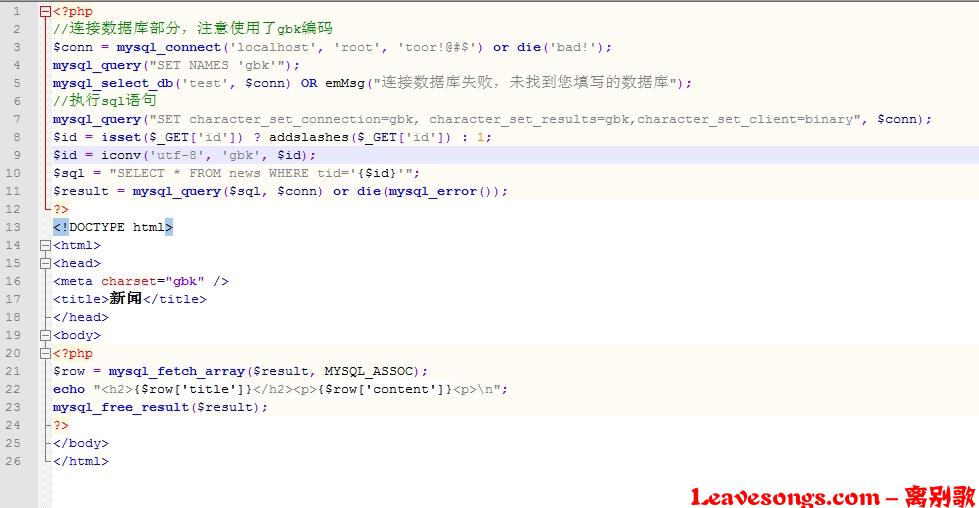 1 <?php
2 //连接数据库部分，注意使用了gbk编码
3 $conn = mysql_connect('localhost', 'root', 'toor!@#$') or die('bad!');
4 mysql_query("SET NAMES 'gbk'");
5 mysql_select_db('test', $conn) OR emMsg("连接数据库失败，未找到您填写的数据库");
6 //执行sql语句
7 mysql_query("SET character_set_connection=gbk, character_set_results=gbk,character_set_client=binary", $conn);
8 $id = isset($_GET['id']) ? addslashes($_GET['id']) : 1;
9 $id = iconv('utf-8', 'gbk', $id);
10 $sql = "SELECT * FROM news WHERE tid='{$id}'";
11 $result = mysql_query($sql, $conn) or die(mysql_error());
12 ?>
13 <!DOCTYPE html>
14 <html>
15 <head>
16 <meta charset="gbk" />
17 <title>新闻</title>
18 </head>
19 <body>
20 <?php
21 $row = mysql_fetch_array($result, MYSQL_ASSOC);
22 echo "<h2>{$row['title']}</h2><p>{$row['content']}<p>\n";
23 mysql_free_result($result);
24 ?>
25 </body>
26 </html>
Leavesongs.com – 离别歌